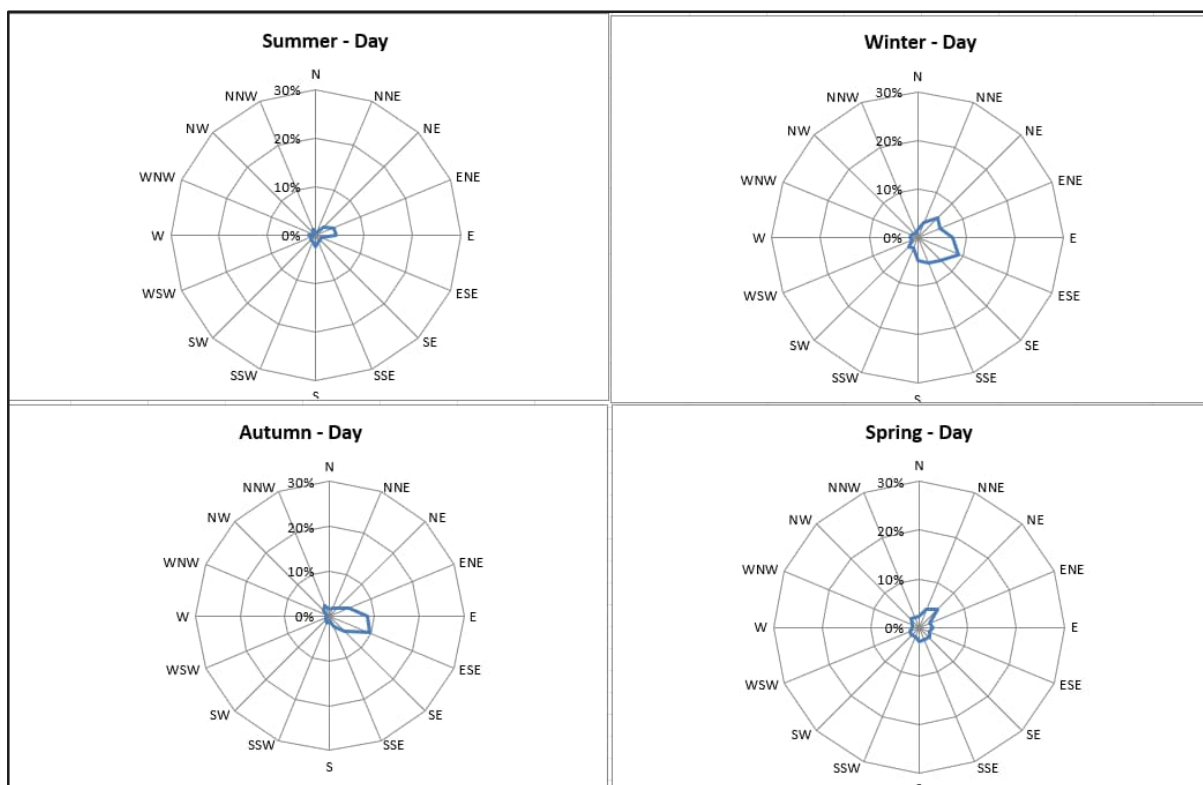 Summer - Day
N
30%
NNW
NNE
NW
NE
20%
WNW
ENE
10%
W
0%
E
WSW
ESE
SW
SE
SSW
SSE
S
Winter - Day
N
30%
NNW
NNE
NW
NE
20%
WNW
ENE
10%
W
0%
E
WSW
ESE
SW
SE
SSW
SSE
S
Autumn - Day
N
30%
NNW
NNE
NW
NE
20%
WNW
ENE
10%
W
0%
E
WSW
ESE
SW
SE
SSW
SSE
S
Spring - Day
N
30%
NNW
NNE
NW
NE
20%
WNW
ENE
10%
W
0%
E
WSW
ESE
SW
SE
SSW
SSE